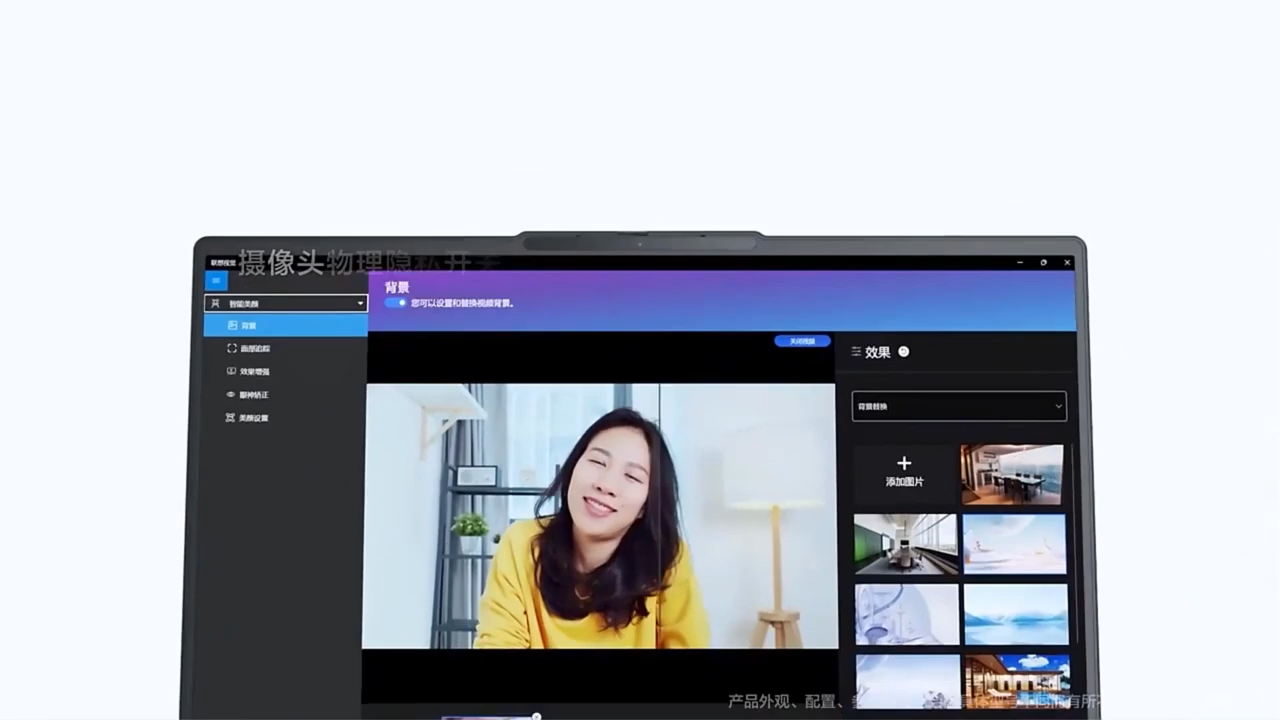 摄像头物理隐私开关
联想视觉
背景
您可以设置和替换视频背景。
智能美颜
背景
面部追踪
效果增强
眼神矫正
美颜设置
关闭视频
效果
背景替换
添加图片
产品外观、配置、